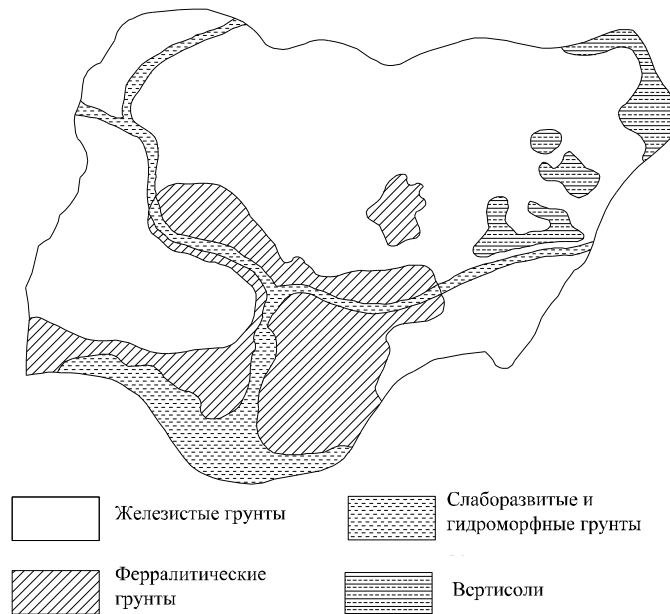 Железистые грунты
Слаборазвитые и
гидроморфные грунты
Ферралитические
грунты
Вертисоли